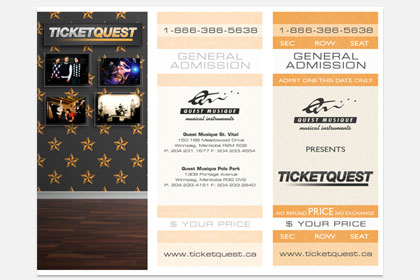 TICKETQUEST
1-866-386-5638
GENERAL
ADMISSION
QUEST MUSIQUE
musical instruments
Quest Musique St. Vital
Winnipeg, Manitoba
Quest Musique Polo Park
1305 Portage Avenue
Winnipeg, Manitoba
PRICE
$ YOUR PRICE
www.ticketquest.ca
1-866-386-5638
SEC ROW SEAT
GENERAL
ADMISSION
ADMIT ONE THIS DATE ONLY
QUEST MUSIQUE
musical instruments
PRESENTS
TICKETQUEST
NO REFUND PRICE NO EXCHANGE
$ YOUR PRICE
SEC ROW SEAT
www.ticketquest.ca